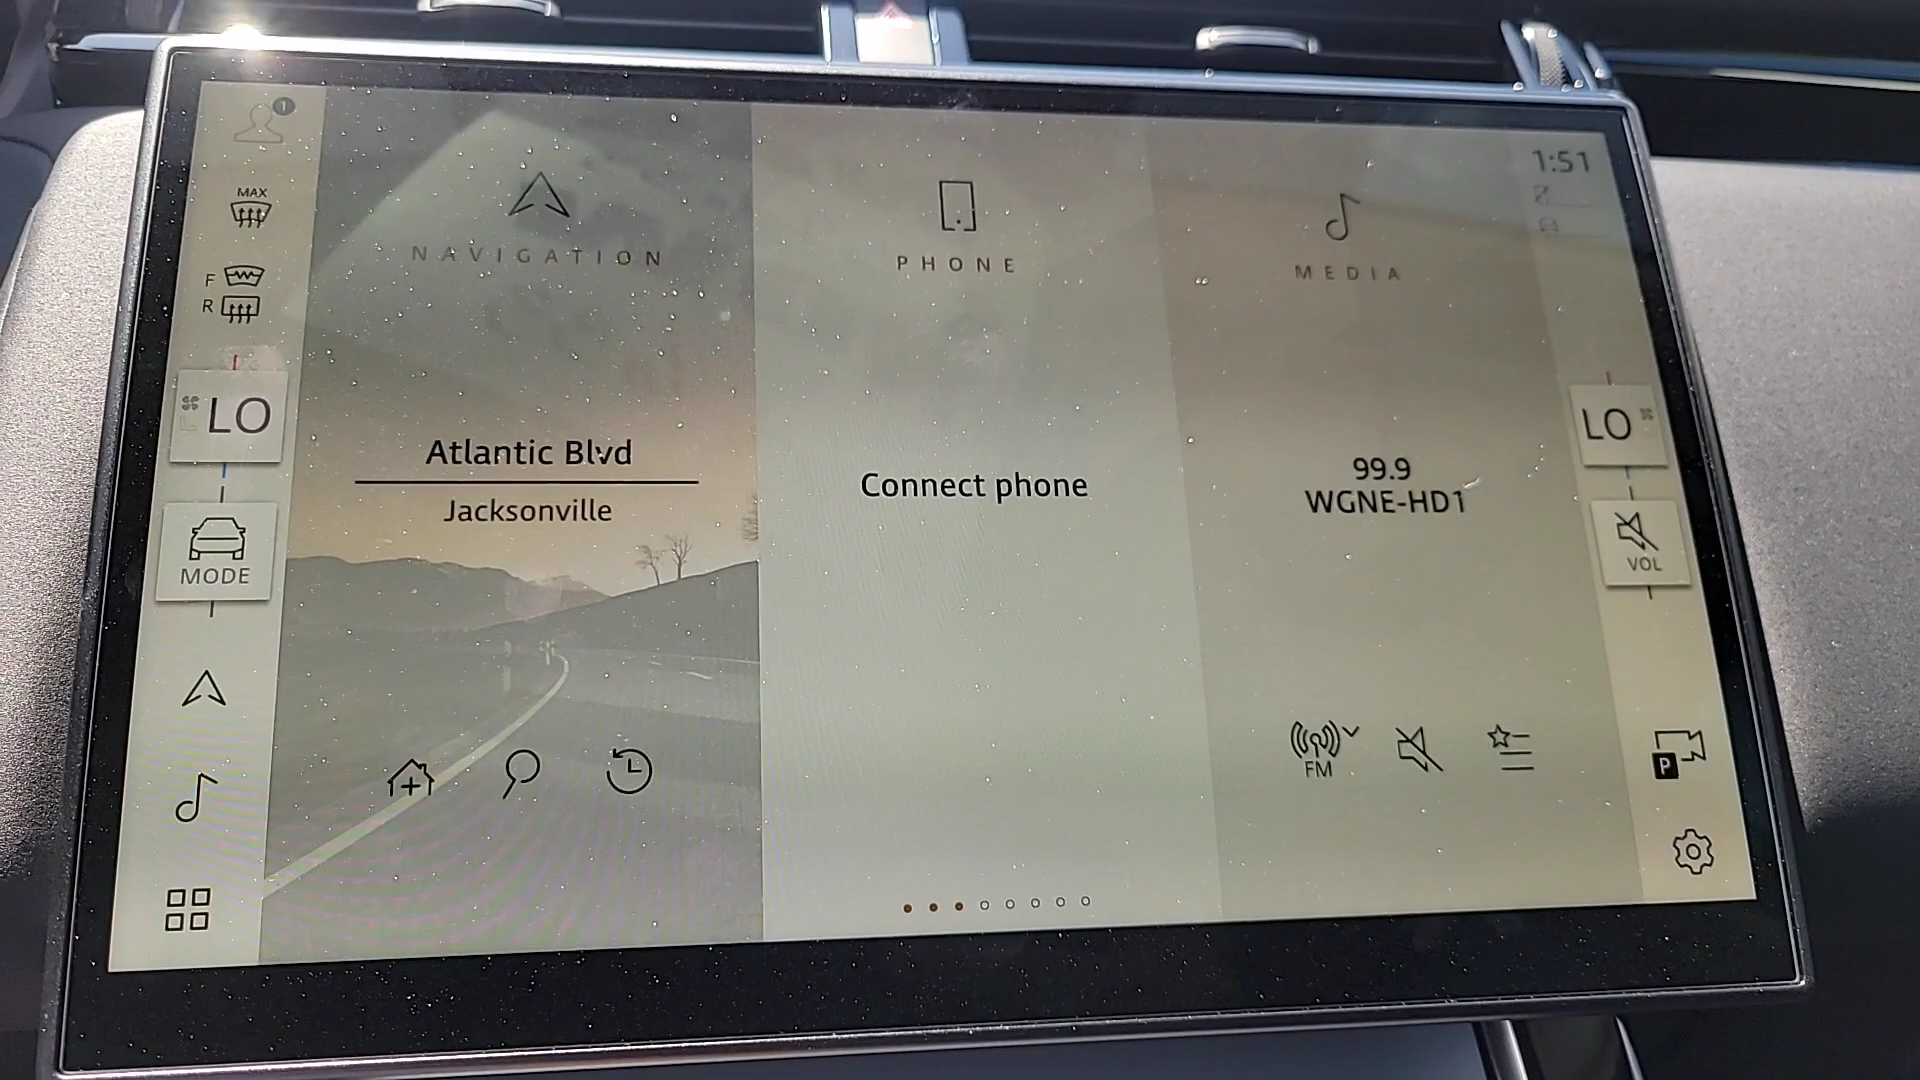 1
MAX
F
R
LO
MODE
NAVIGATION
Atlantic Blvd
Jacksonville
PHONE
Connect phone
MEDIA
99.9
WGNE-HD1
FM
1:51
LO
VOL
P